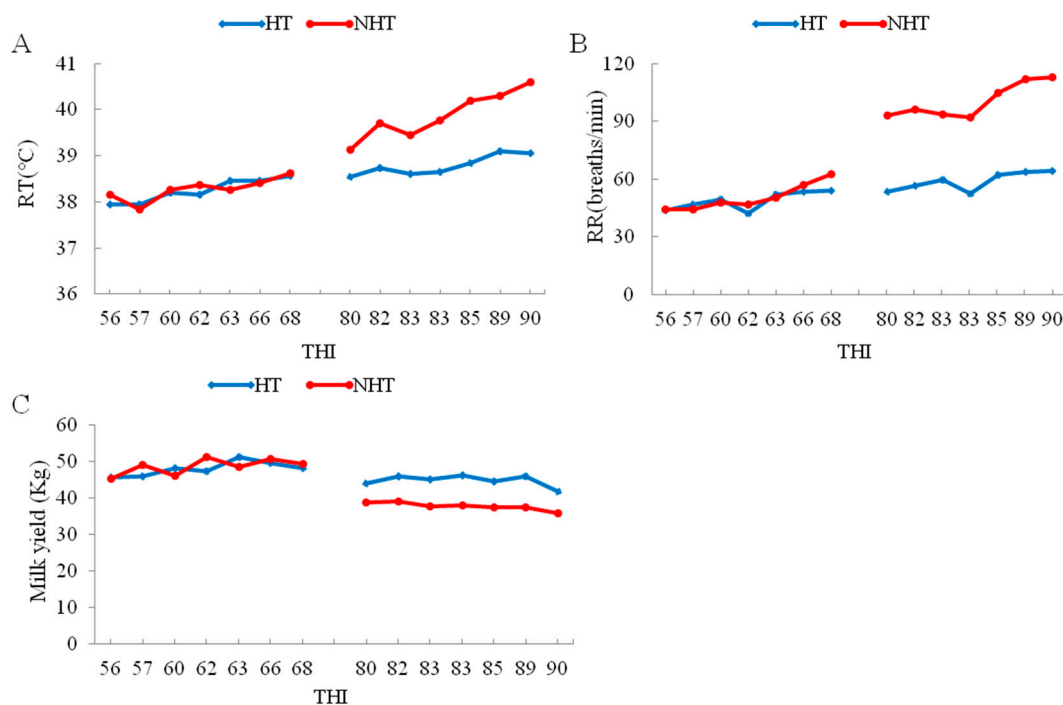 HT NHT
A
41
40
39
38
37
36
RT(°C)
56 57 60 62 63 66 68 80 82 83 83 85 89 90
THI
HT NHT
B
120
90
60
30
0
RR(breaths/min)
56 57 60 62 63 66 68 80 82 83 83 85 89 90
THI
HT NHT
C
60
50
40
30
20
10
0
Milk yield (Kg)
56 57 60 62 63 66 68 80 82 83 83 85 89 90
THI